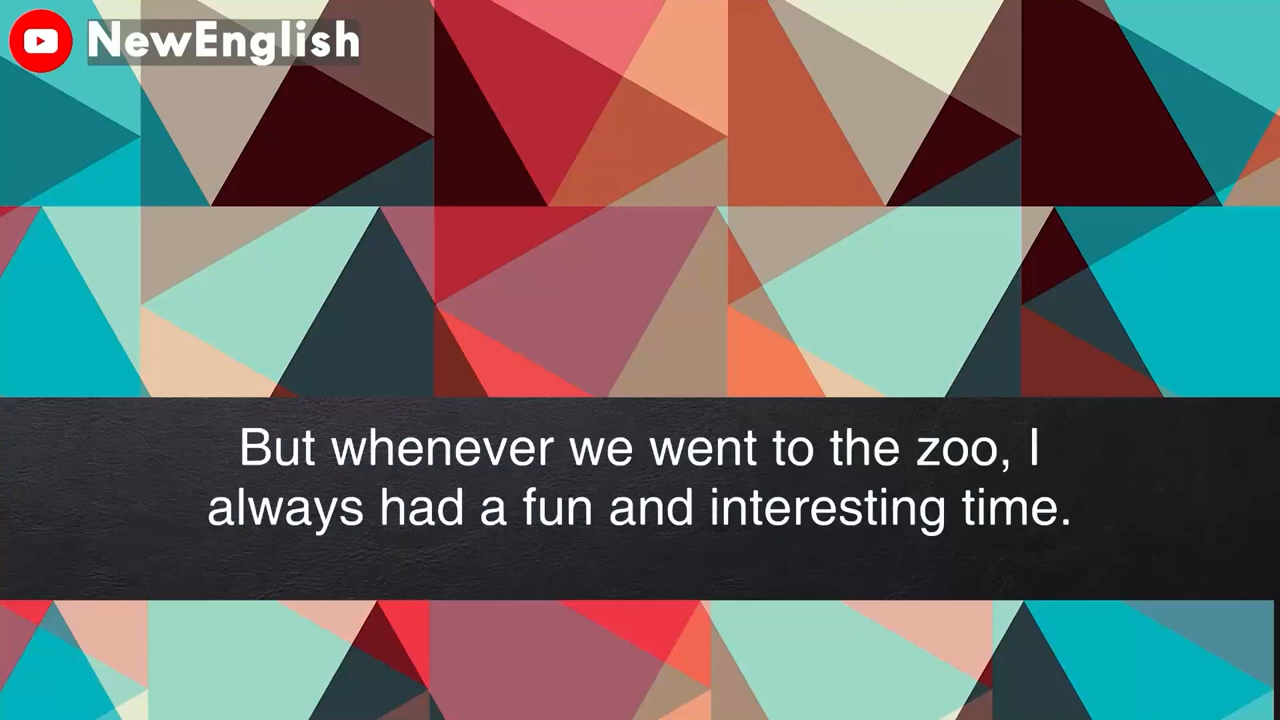 NewEnglish
But whenever we went to the zoo, I
always had a fun and interesting time.